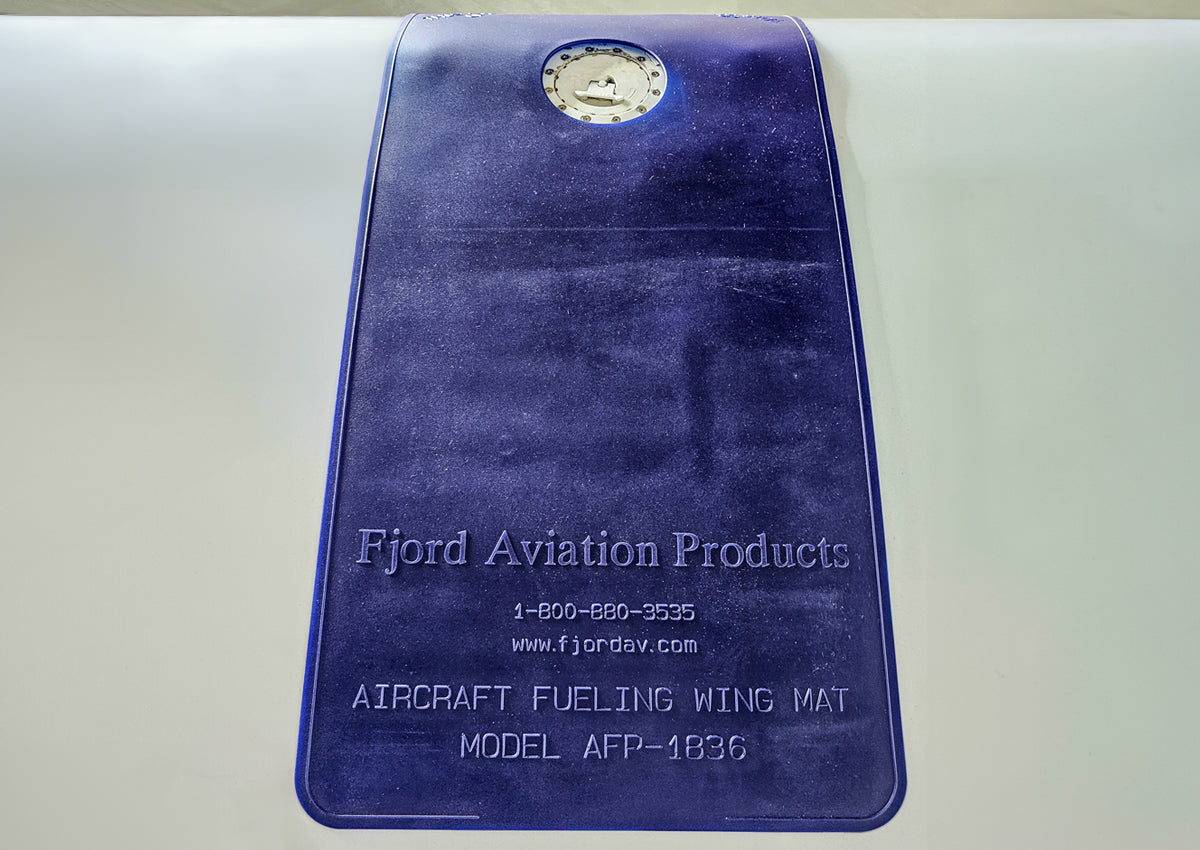 Fjord Aviation Products
1-800-880-3535
www.fjordav.com
AIRCRAFT FUELING WING MAT
MODEL AFP-1836